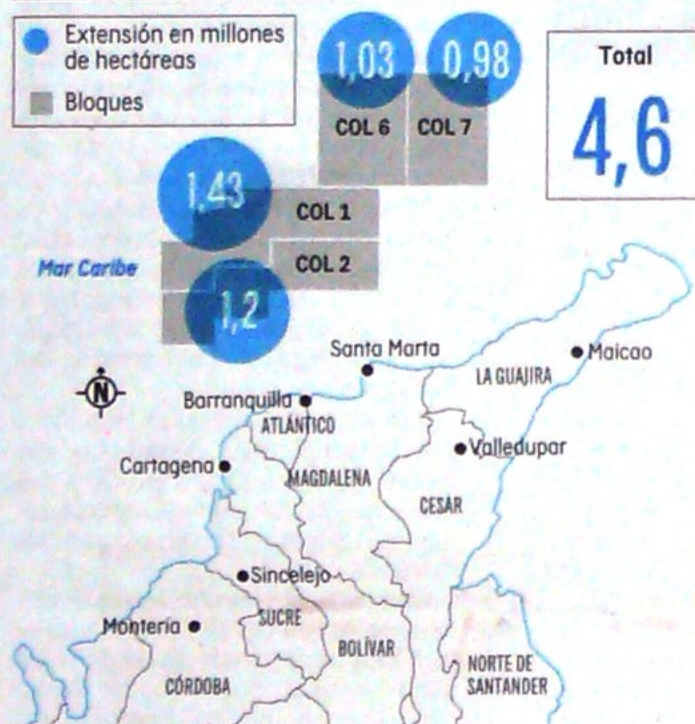 Extensión en millones
de hectáreas
Bloques
1,03
0,98
COL 6
COL 7
Total
4,6
1,43
COL 1
Mar Caribe
COL 2
1,2
Santa Marta
Maicao
LA GUAJIRA
N
Barranquilla
ATLÁNTICO
Valledupar
Cartagena
MAGDALENA
CESAR
Sincelejo
SUCRE
Montería
BOLÍVAR
CÓRDOBA
NORTE DE
SANTANDER